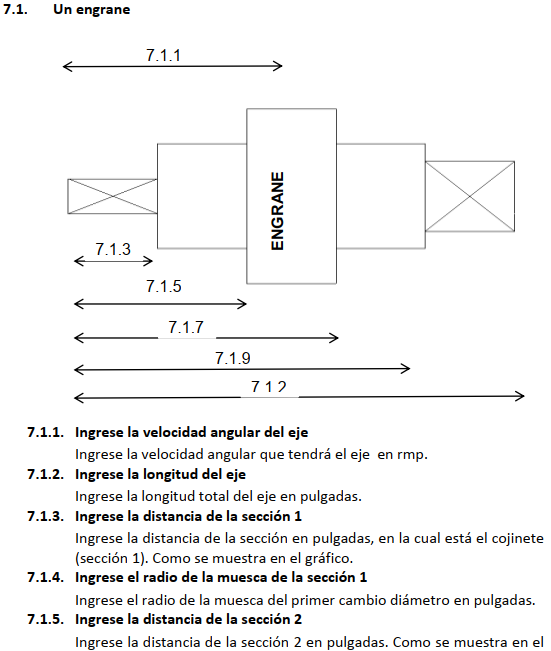 7.1. Un engrane
7.1.1
ENGRANE
7.1.3
7.1.5
7.1.7
7.1.9
7 1 2
7.1.1. Ingrese la velocidad angular del eje
Ingrese la velocidad angular que tendrá el eje en rmp.
7.1.2. Ingrese la longitud del eje
Ingrese la longitud total del eje en pulgadas.
7.1.3. Ingrese la distancia de la sección 1
Ingrese la distancia de la sección en pulgadas, en la cual está el cojinete
(sección 1). Como se muestra en el gráfico.
7.1.4. Ingrese el radio de la muesca de la sección 1
Ingrese el radio de la muesca del primer cambio diámetro en pulgadas.
7.1.5. Ingrese la distancia de la sección 2
Ingrese la distancia de la sección 2 en pulgadas. Como se muestra en el